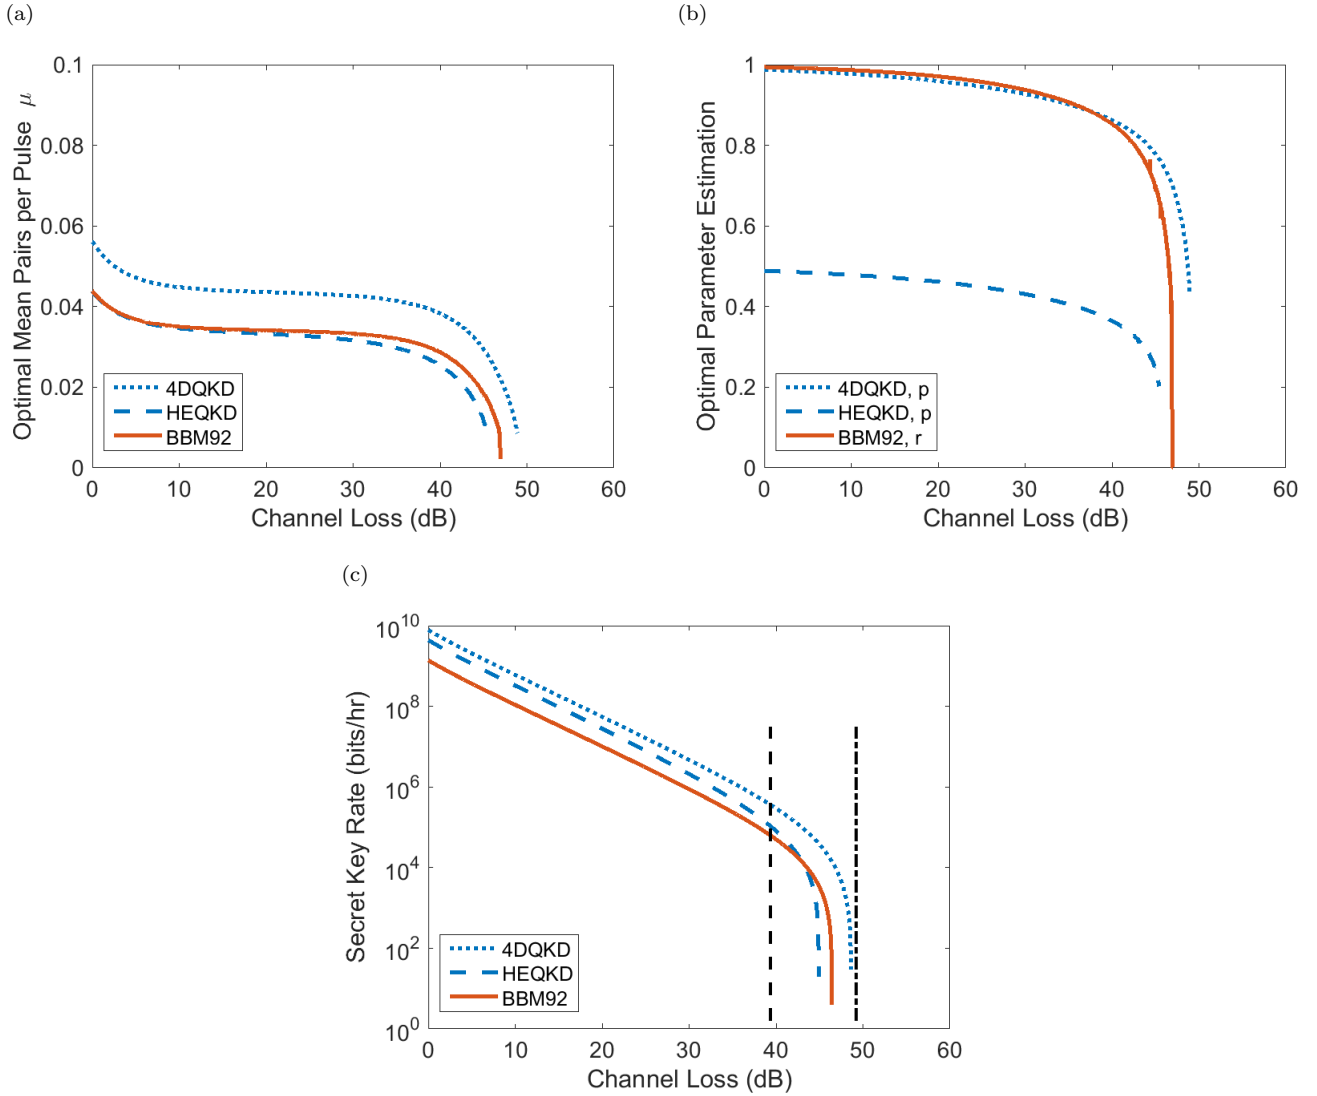 (a)
Optimal Mean Pairs per Pulse μ
0.1
0.08
0.06
0.04
0.02
0
4DQKD
HEQKD
BBM92
0 10 20 30 40 50 60
Channel Loss (dB)
(b)
Optimal Parameter Estimation
1
0.8
0.6
0.4
0.2
0
4DQKD, p
HEQKD, p
BBM92, r
0 10 20 30 40 50 60
Channel Loss (dB)
(c)
Secret Key Rate (bits/hr)
10^10
10^8
10^6
10^4
10^2
10^0
4DQKD
HEQKD
BBM92
0 10 20 30 40 50 60
Channel Loss (dB)